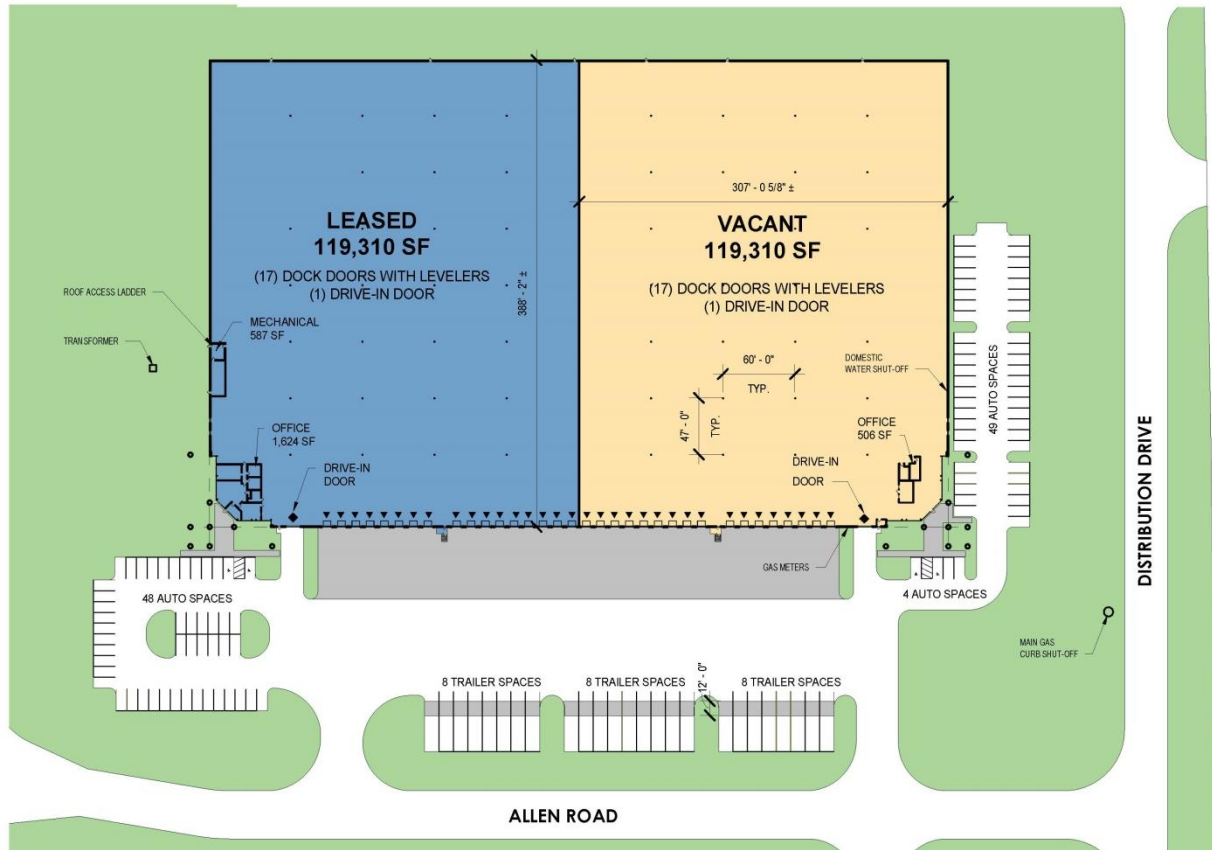 307' - 0 5/8" ±
LEASED
119,310 SF
(17) DOCK DOORS WITH LEVELERS
(1) DRIVE-IN DOOR
388' - 2" ±
VACANT
119,310 SF
(17) DOCK DOORS WITH LEVELERS
(1) DRIVE-IN DOOR
ROOF ACCESS LADDER
MECHANICAL
587 SF
TRANSFORMER
60' - 0"
TYP.
DOMESTIC
WATER SHUT-OFF
47' - 0"
TYP.
49 AUTO SPACES
OFFICE
1,624 SF
OFFICE
506 SF
DRIVE-IN
DOOR
DRIVE-IN
DOOR
DISTRIBUTION DRIVE
GAS METERS
48 AUTO SPACES
4 AUTO SPACES
MAIN GAS
CURB SHUT-OFF
8 TRAILER SPACES
8 TRAILER SPACES
12' - 0"
8 TRAILER SPACES
ALLEN ROAD